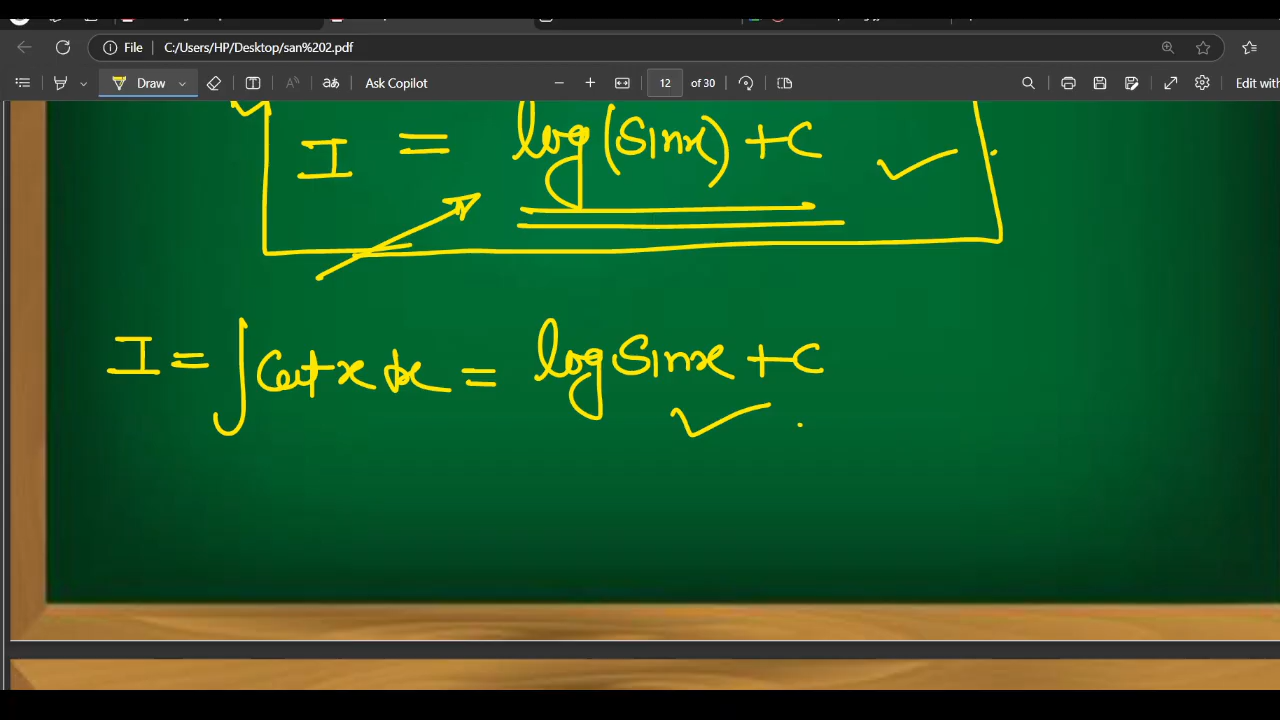 File C:/Users/HP/Desktop/san%202.pdf
Draw Ask Copilot 12 of 30 Edit with
I = log(sinx) + c
I = ∫cotx dx = log sinx + c